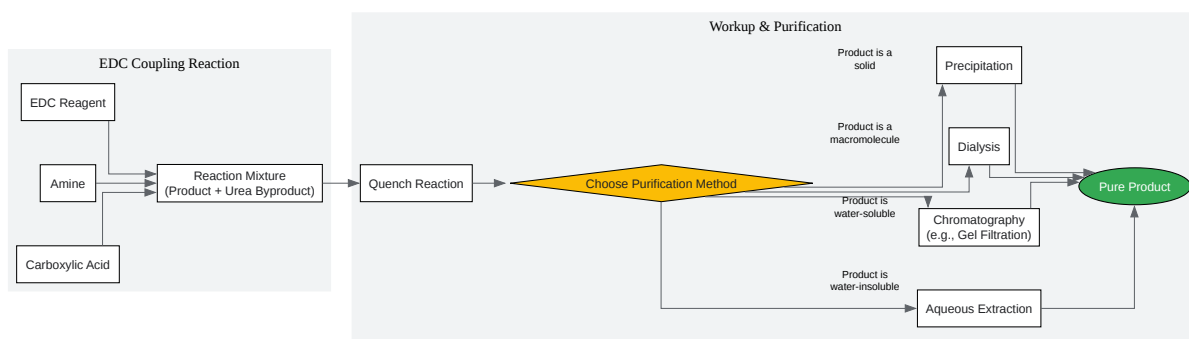 Workup & Purification
EDC Coupling Reaction
EDC Reagent
Amine
Carboxylic Acid
Reaction Mixture
(Product + Urea Byproduct)
Quench Reaction
Choose Purification Method
Product is a
solid
Precipitation
Product is a
macromolecule
Dialysis
Product is
water-soluble
Chromatography
(e.g., Gel Filtration)
Product is
water-insoluble
Aqueous Extraction
Pure Product